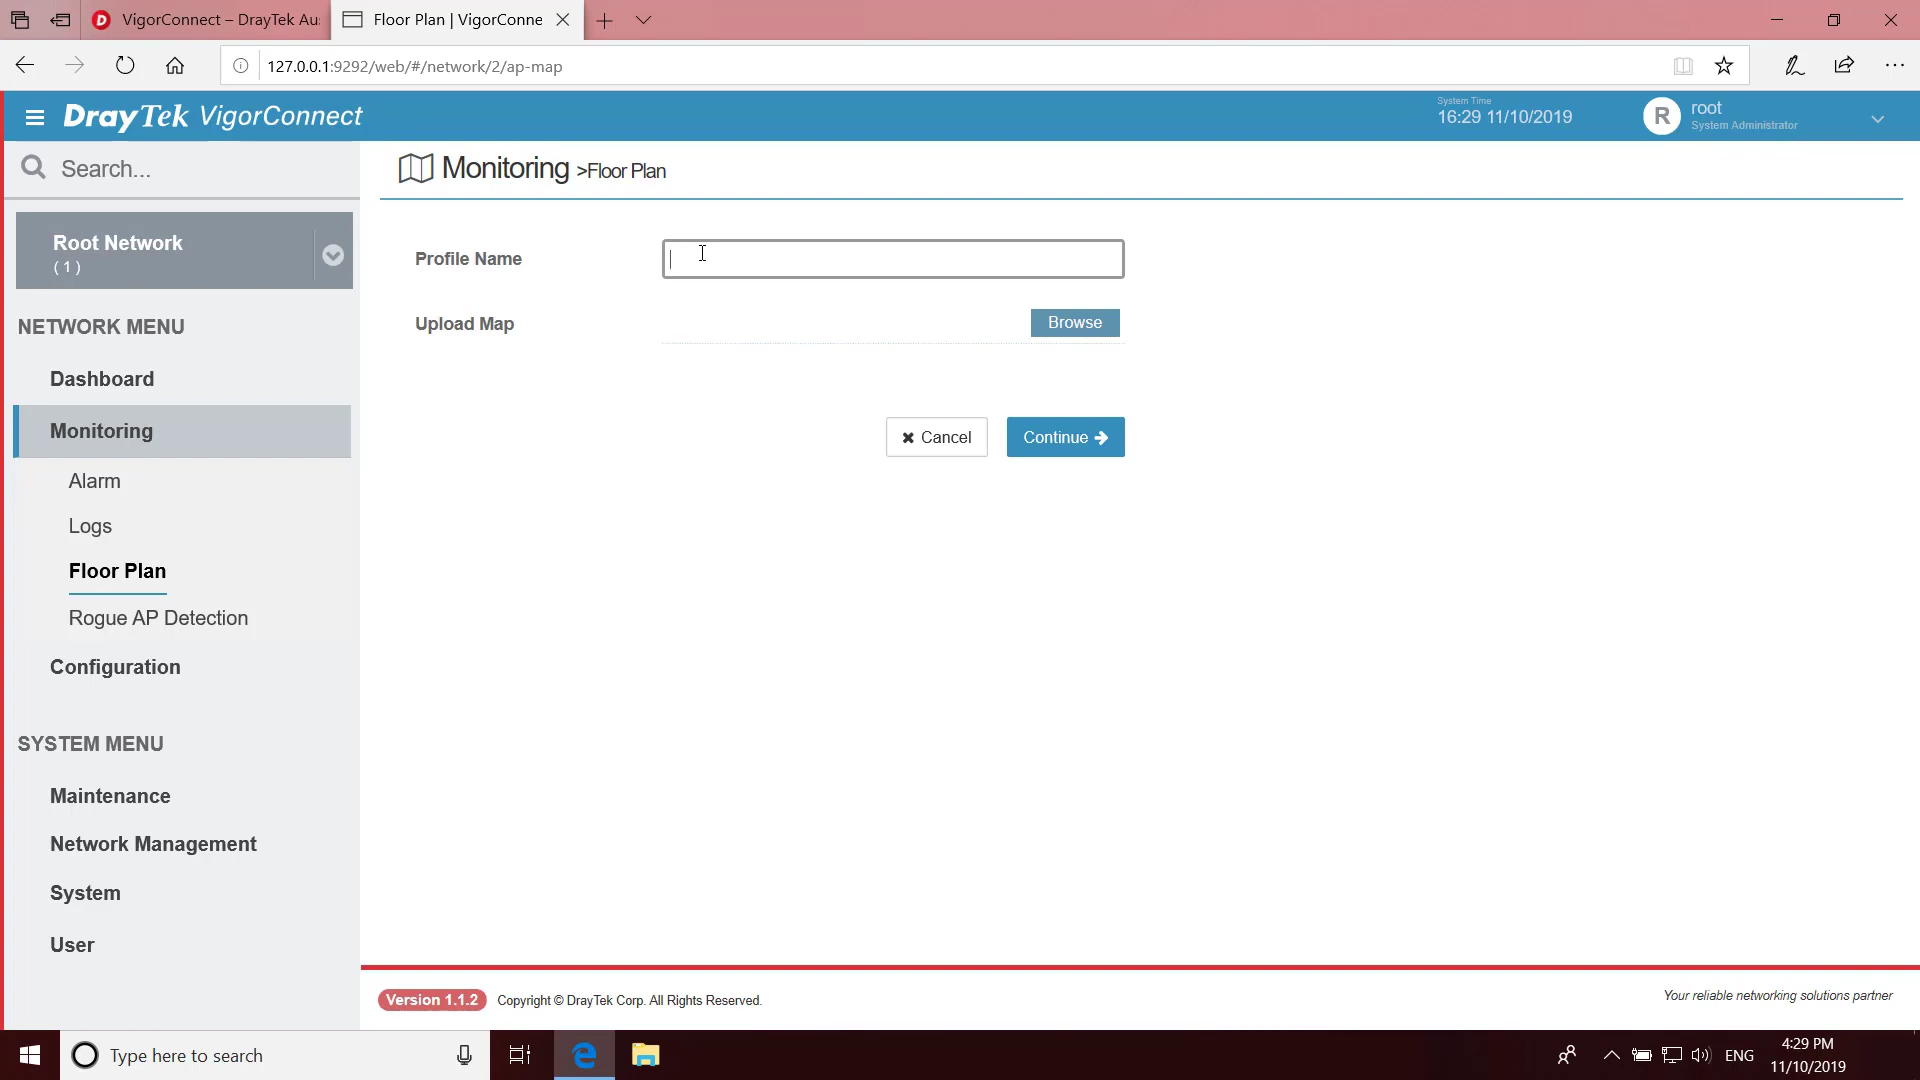 VigorConnect – DrayTek Au
Floor Plan | VigorConne
127.0.0.1:9292/web/#/network/2/ap-map
DrayTek VigorConnect
System Time
16:29 11/10/2019
R
root
System Administrator
Search...
Monitoring >Floor Plan
Root Network
( 1 )
Profile Name
Upload Map
Browse
Cancel
Continue
NETWORK MENU
Dashboard
Monitoring
Alarm
Logs
Floor Plan
Rogue AP Detection
Configuration
SYSTEM MENU
Maintenance
Network Management
System
User
Version 1.1.2 Copyright © DrayTek Corp. All Rights Reserved.
Your reliable networking solutions partner
Type here to search
ENG
4:29 PM
11/10/2019